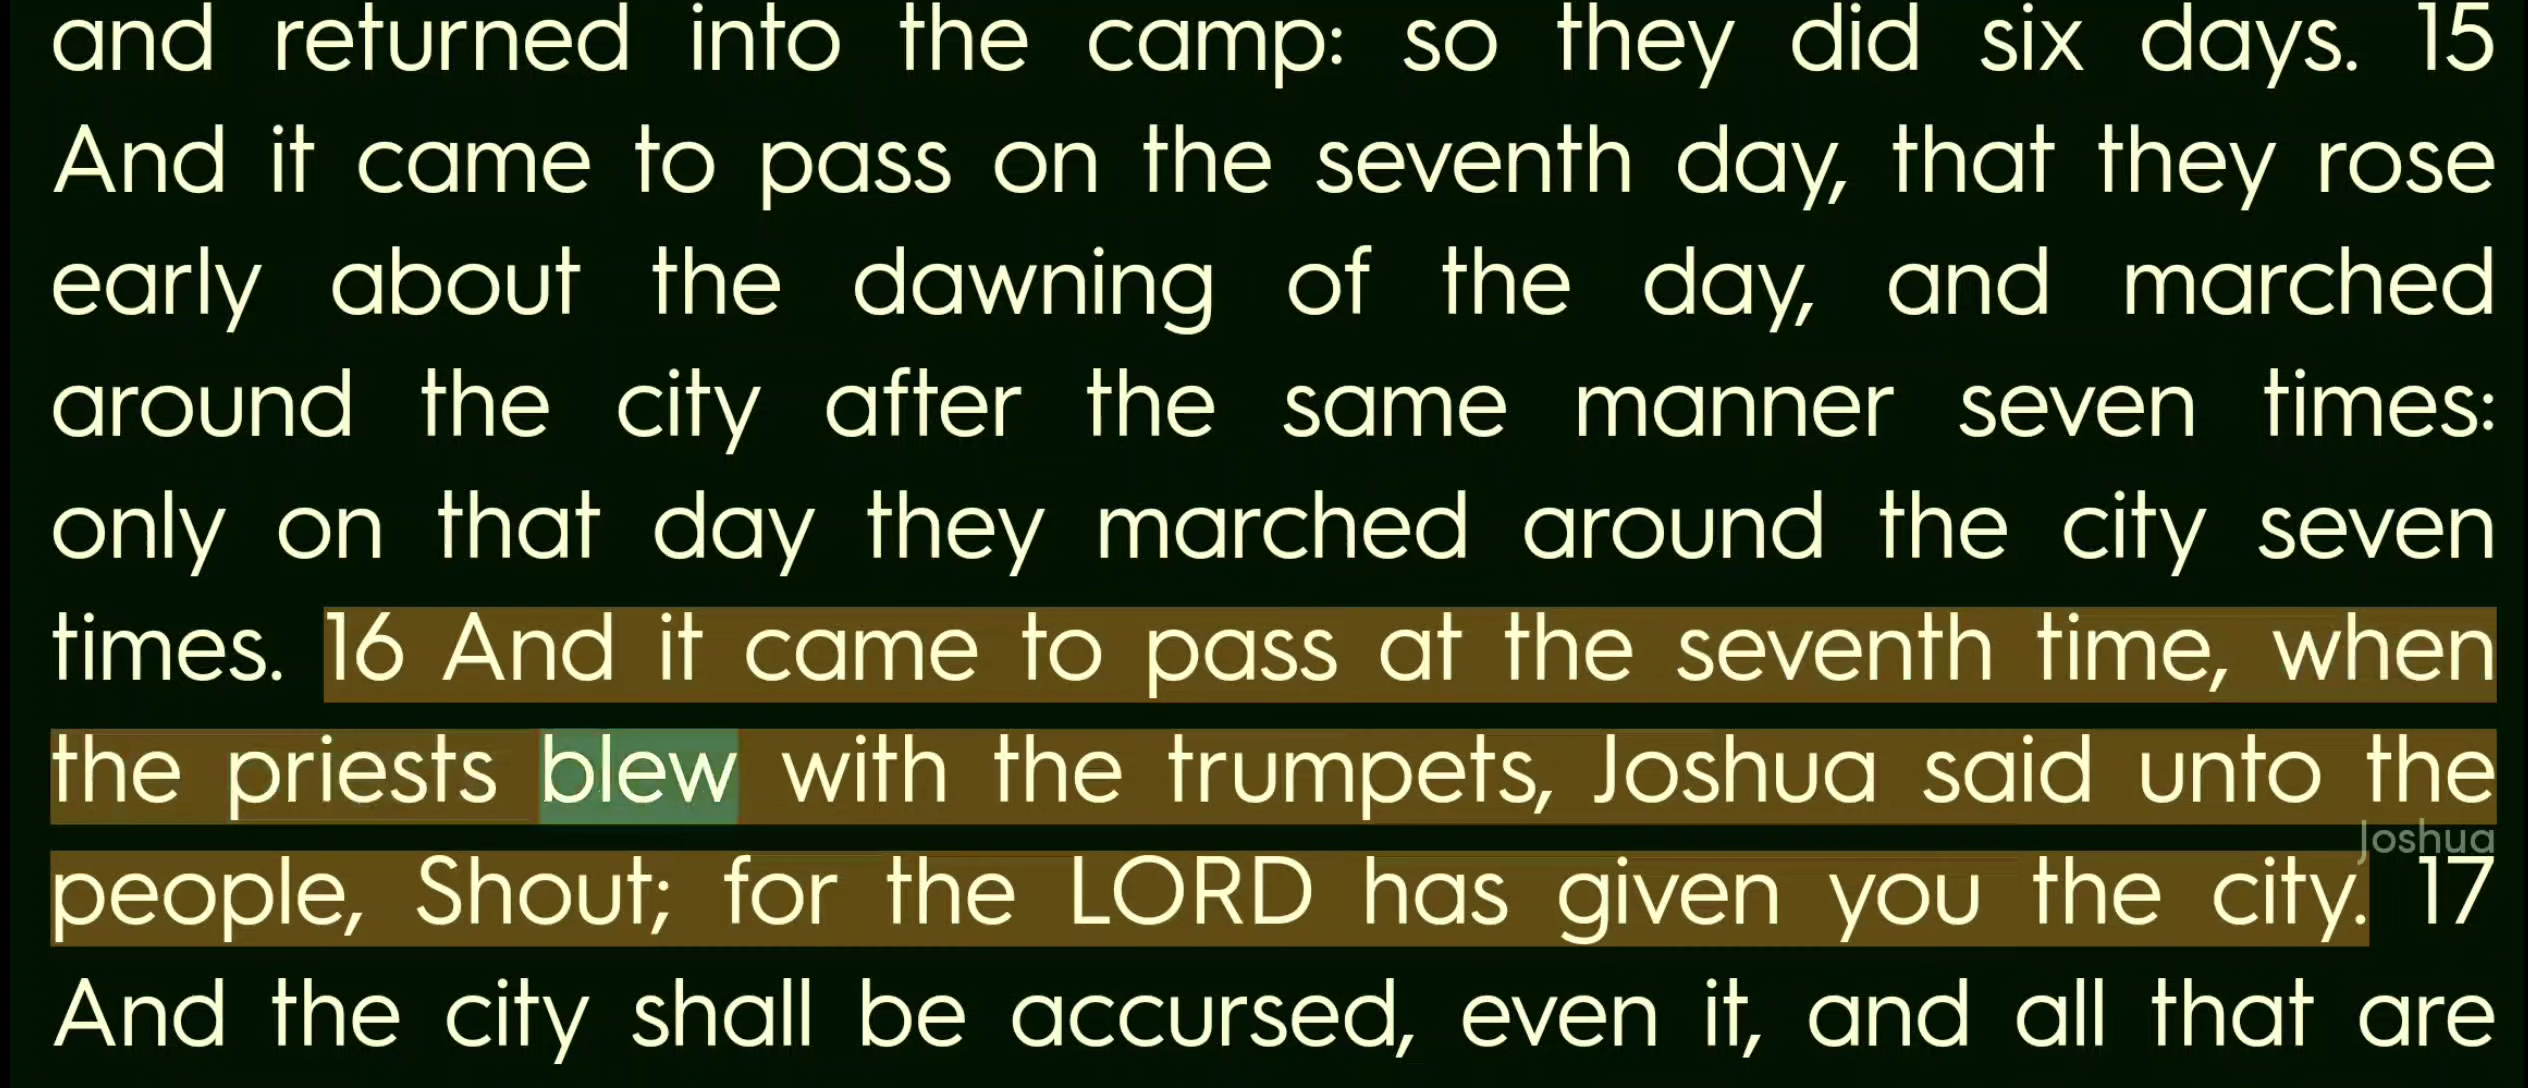 and returned into the camp: so they did six days. 15
And it came to pass on the seventh day, that they rose
early about the dawning of the day, and marched
around the city after the same manner seven times:
only on that day they marched around the city seven
times. 16 And it came to pass at the seventh time, when
the priests blew with the trumpets, Joshua said unto the
Joshua
people, Shout; for the LORD has given you the city. 17
And the city shall be accursed, even it, and all that are